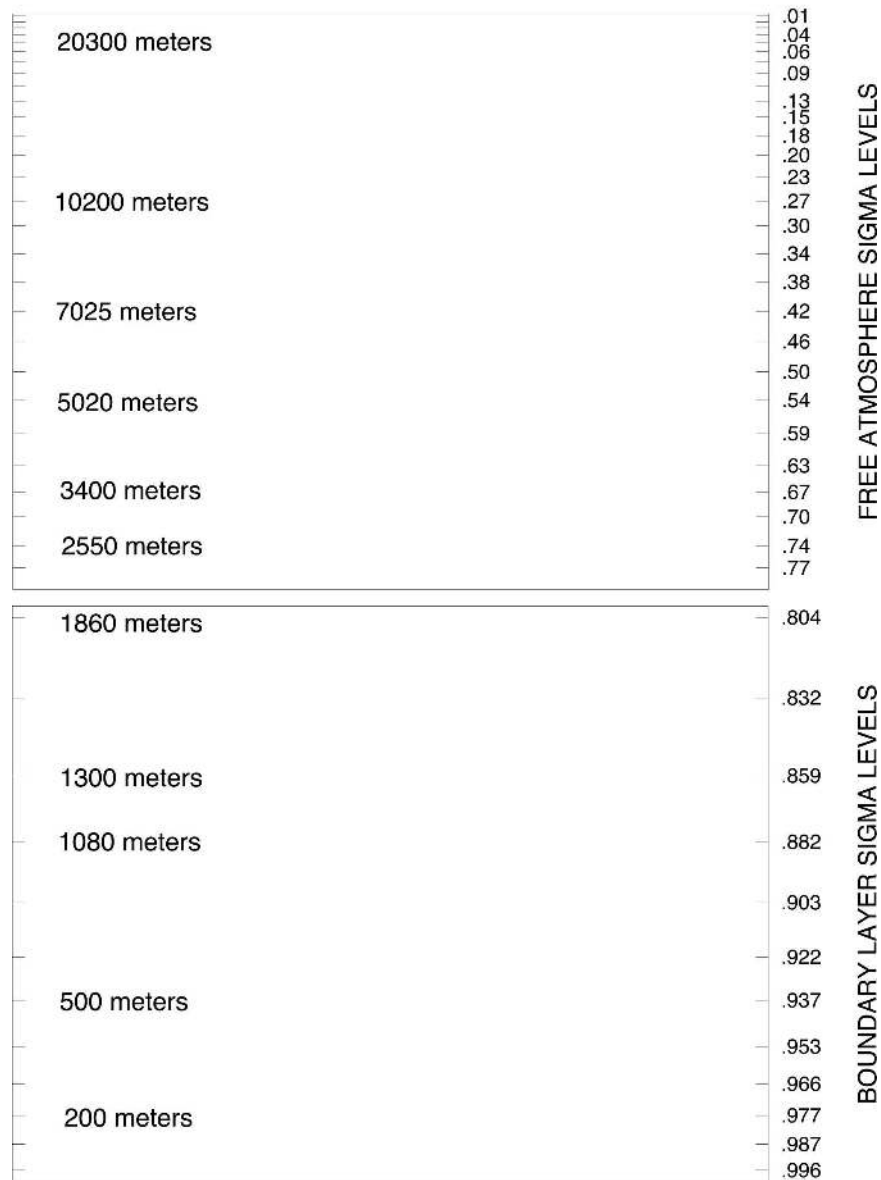 20300 meters
10200 meters
7025 meters
5020 meters
3400 meters
2550 meters
.01
.04
.06
.09
.13
.15
.18
.20
.23
.27
.30
.34
.38
.42
.46
.50
.54
.59
.63
.67
.70
.74
.77
FREE ATMOSPHERE SIGMA LEVELS
1860 meters
1300 meters
1080 meters
500 meters
200 meters
.804
.832
.859
.882
.903
.922
.937
.953
.966
.977
.987
.996
BOUNDARY LAYER SIGMA LEVELS